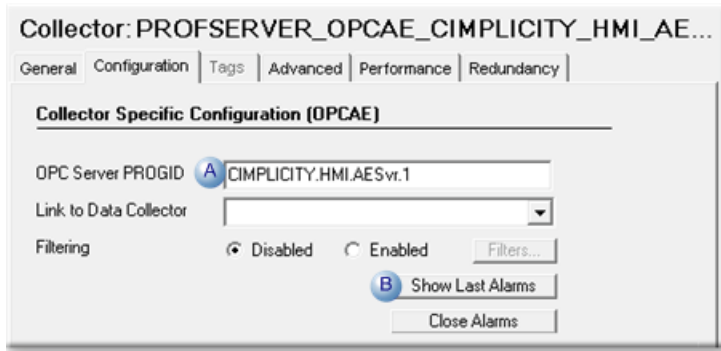 Collector: PROFSERVER_OPCAE_CIMPLICITY_HMI_AE...
General Configuration Tags Advanced Performance Redundancy
Collector Specific Configuration (OPCAE)
OPC Server PROGID A CIMPLICITY.HMI.AESvr.1
Link to Data Collector
Filtering Disabled Enabled Filters...
B Show Last Alarms
Close Alarms